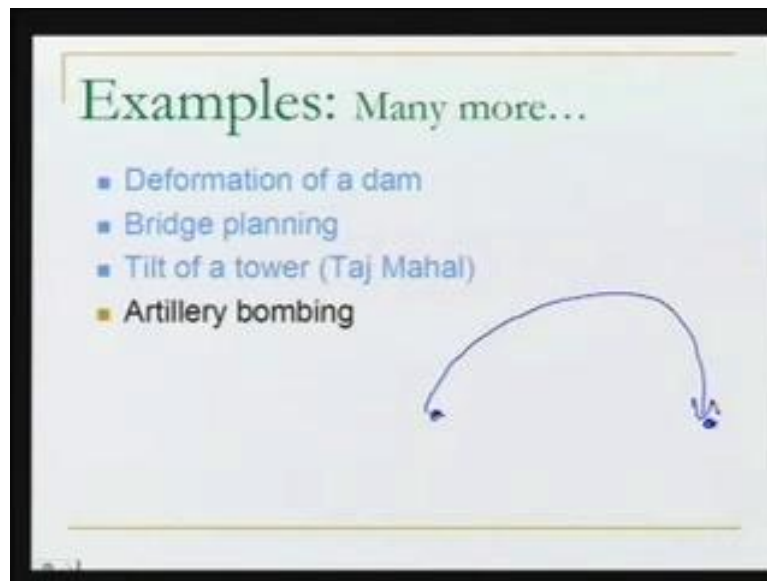 Examples: Many more...
Deformation of a dam
Bridge planning
Tilt of a tower (Taj Mahal)
Artillery bombing